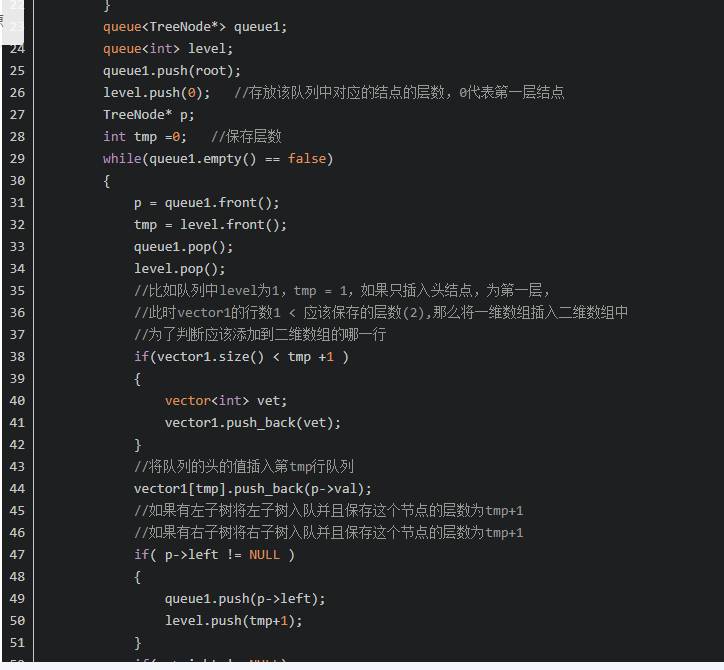 22 }
23 queue<TreeNode*> queue1;
24 queue<int> level;
25 queue1.push(root);
26 level.push(0); //存放该队列中对应的结点的层数，0代表第一层结点
27 TreeNode* p;
28 int tmp =0; //保存层数
29 while(queue1.empty() == false)
30 {
31 p = queue1.front();
32 tmp = level.front();
33 queue1.pop();
34 level.pop();
35 //比如队列中level为1，tmp = 1，如果只插入头结点，为第一层，
36 //此时vector1的行数1 < 应该保存的层数(2),那么将一维数组插入二维数组中
37 //为了判断应该添加到二维数组的哪一行
38 if(vector1.size() < tmp +1 )
39 {
40 vector<int> vet;
41 vector1.push_back(vet);
42 }
43 //将队列的头的值插入第tmp行队列
44 vector1[tmp].push_back(p->val);
45 //如果有左子树将左子树入队并且保存这个节点的层数为tmp+1
46 //如果有右子树将右子树入队并且保存这个节点的层数为tmp+1
47 if( p->left != NULL )
48 {
49 queue1.push(p->left);
50 level.push(tmp+1);
51 }